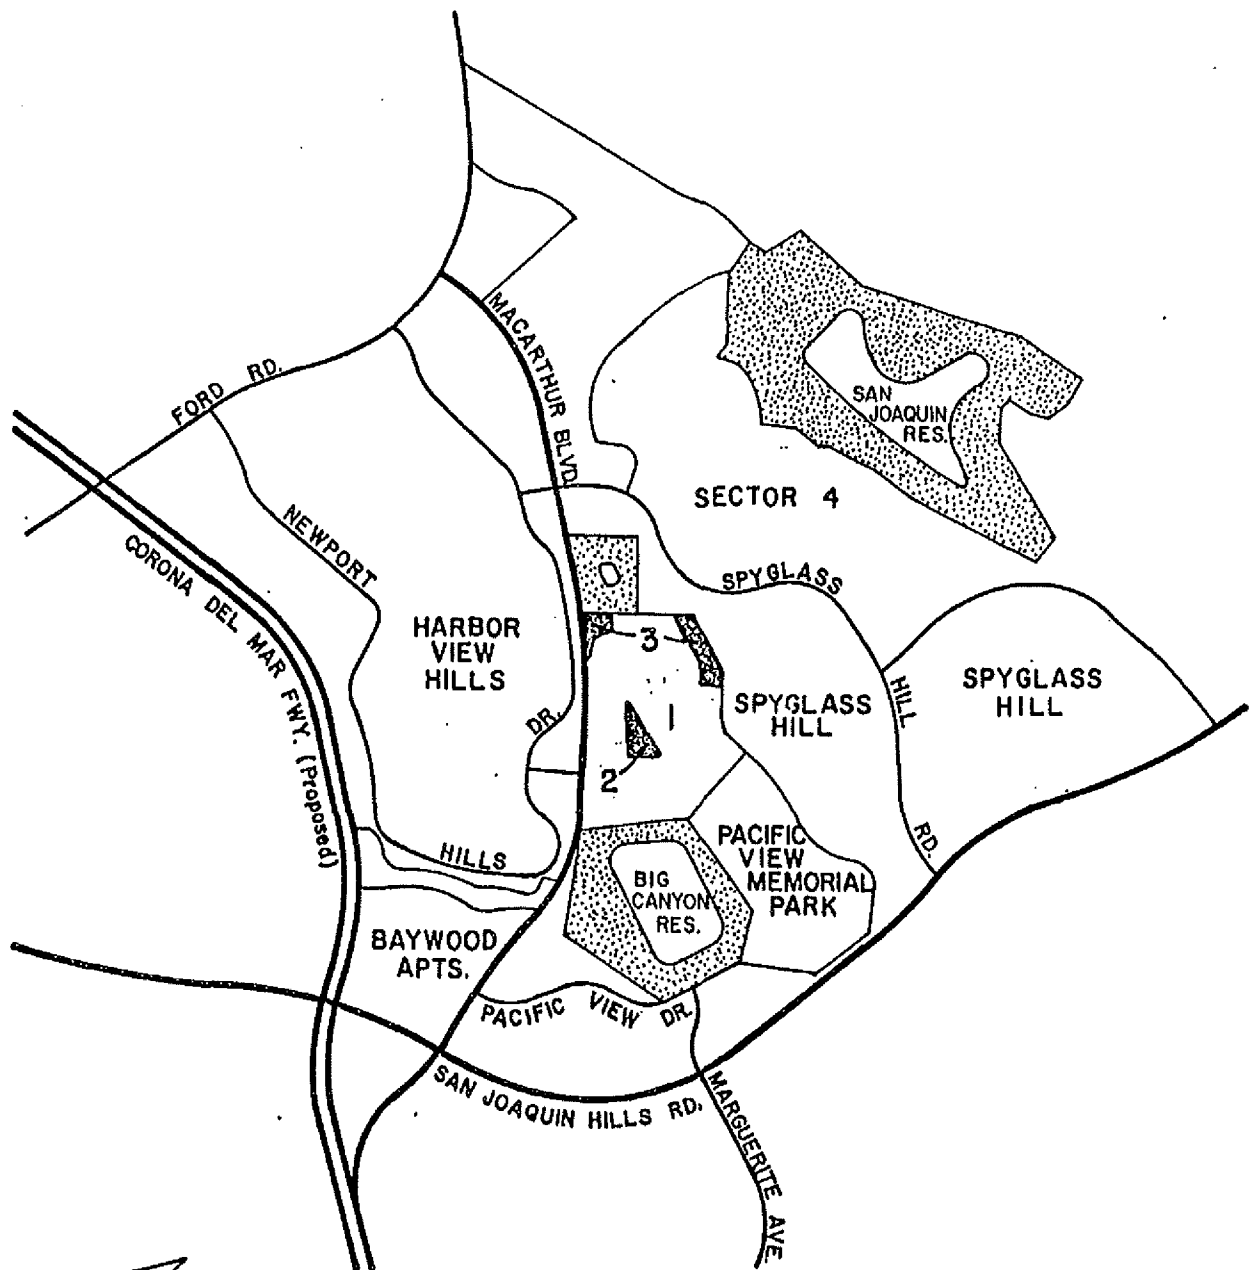 MACARTHUR BLVD.
FORD RD.
SAN
JOAQUIN
RES.
SECTOR 4
NEWPORT
CORONA DEL MAR FWY. (Proposed)
SPYGLASS
HARBOR
VIEW
HILLS
3
HILL
SPYGLASS
HILL
SPYGLASS
HILL
1
DR.
2
RD.
HILLS
PACIFIC
VIEW
MEMORIAL
PARK
BIG
CANYON
RES.
BAYWOOD
APTS.
PACIFIC VIEW DR.
SAN JOAQUIN HILLS RD.
MARGUERITE AVE.